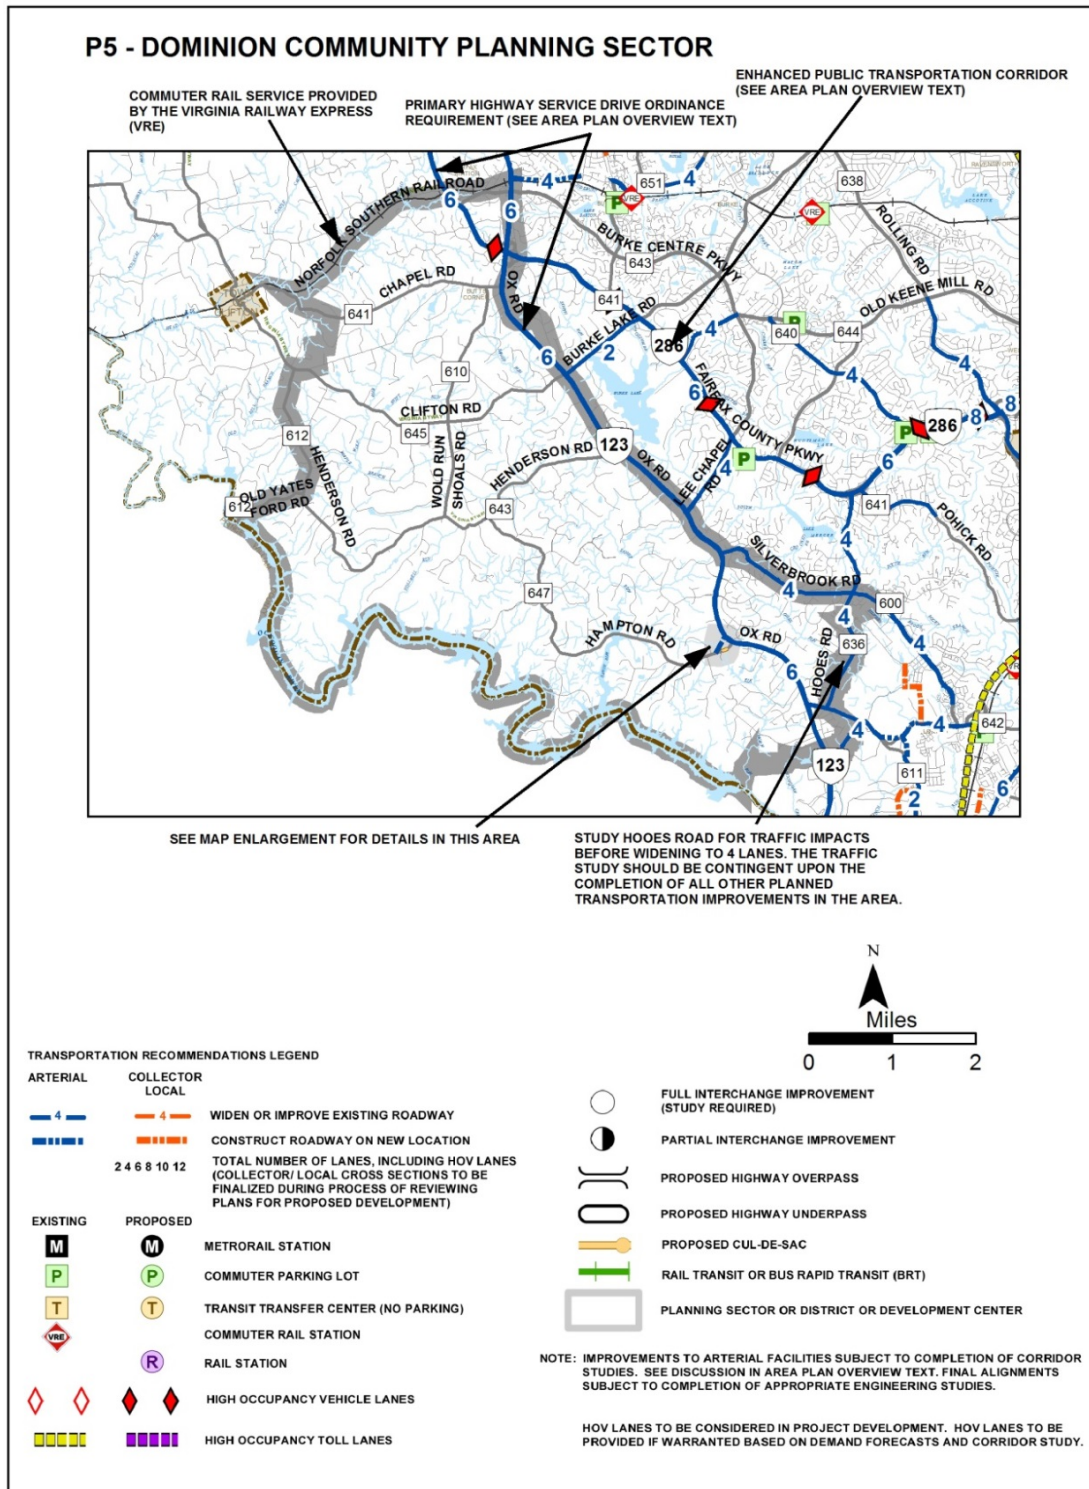 P5 - DOMINION COMMUNITY PLANNING SECTOR
ENHANCED PUBLIC TRANSPORTATION CORRIDOR
(SEE AREA PLAN OVERVIEW TEXT)
COMMUTER RAIL SERVICE PROVIDED
BY THE VIRGINIA RAILWAY EXPRESS
(VRE)
PRIMARY HIGHWAY SERVICE DRIVE ORDINANCE
REQUIREMENT (SEE AREA PLAN OVERVIEW TEXT)
NORFOLK SOUTHERN RAILROAD
6
6
4
P
VRE
651
4
VRE
638
ROLLING RD
BURKE CENTRE PKWY
643
CHAPEL RD
641
OX RD
641
BURKE LAKE RD
OLD KEENE MILL RD
P
640
644
4
286
2
6
610
6
4
4
8
8
FAIRFAX COUNTY PKWY
CLIFTON RD
645
286
P
P
6
612
HENDERSON RD
WOLD RUN
SHOALS RD
HENDERSON RD
123
OX RD
LEE CHAPEL
RD
4
OLD YATES
FORD RD
612
643
641
POHICK RD
4
SILVERBROOK RD
4
600
647
HAMPTON RD
OX RD
6
HOOES RD
4
636
VRE
4
4
642
123
611
2
6
SEE MAP ENLARGEMENT FOR DETAILS IN THIS AREA
STUDY HOOES ROAD FOR TRAFFIC IMPACTS
BEFORE WIDENING TO 4 LANES. THE TRAFFIC
STUDY SHOULD BE CONTINGENT UPON THE
COMPLETION OF ALL OTHER PLANNED
TRANSPORTATION IMPROVEMENTS IN THE AREA.
N
Miles
0 1 2
TRANSPORTATION RECOMMENDATIONS LEGEND
ARTERIAL
COLLECTOR
LOCAL
4 4 WIDEN OR IMPROVE EXISTING ROADWAY
CONSTRUCT ROADWAY ON NEW LOCATION
2 4 6 8 10 12 TOTAL NUMBER OF LANES, INCLUDING HOV LANES
(COLLECTOR/ LOCAL CROSS SECTIONS TO BE
FINALIZED DURING PROCESS OF REVIEWING
PLANS FOR PROPOSED DEVELOPMENT)
EXISTING PROPOSED
M M METRORAIL STATION
P P COMMUTER PARKING LOT
T T TRANSIT TRANSFER CENTER (NO PARKING)
VRE COMMUTER RAIL STATION
R RAIL STATION
HIGH OCCUPANCY VEHICLE LANES
HIGH OCCUPANCY TOLL LANES
FULL INTERCHANGE IMPROVEMENT
(STUDY REQUIRED)
PARTIAL INTERCHANGE IMPROVEMENT
PROPOSED HIGHWAY OVERPASS
PROPOSED HIGHWAY UNDERPASS
PROPOSED CUL-DE-SAC
RAIL TRANSIT OR BUS RAPID TRANSIT (BRT)
PLANNING SECTOR OR DISTRICT OR DEVELOPMENT CENTER
NOTE: IMPROVEMENTS TO ARTERIAL FACILITIES SUBJECT TO COMPLETION OF CORRIDOR
STUDIES. SEE DISCUSSION IN AREA PLAN OVERVIEW TEXT. FINAL ALIGNMENTS
SUBJECT TO COMPLETION OF APPROPRIATE ENGINEERING STUDIES.
HOV LANES TO BE CONSIDERED IN PROJECT DEVELOPMENT. HOV LANES TO BE
PROVIDED IF WARRANTED BASED ON DEMAND FORECASTS AND CORRIDOR STUDY.